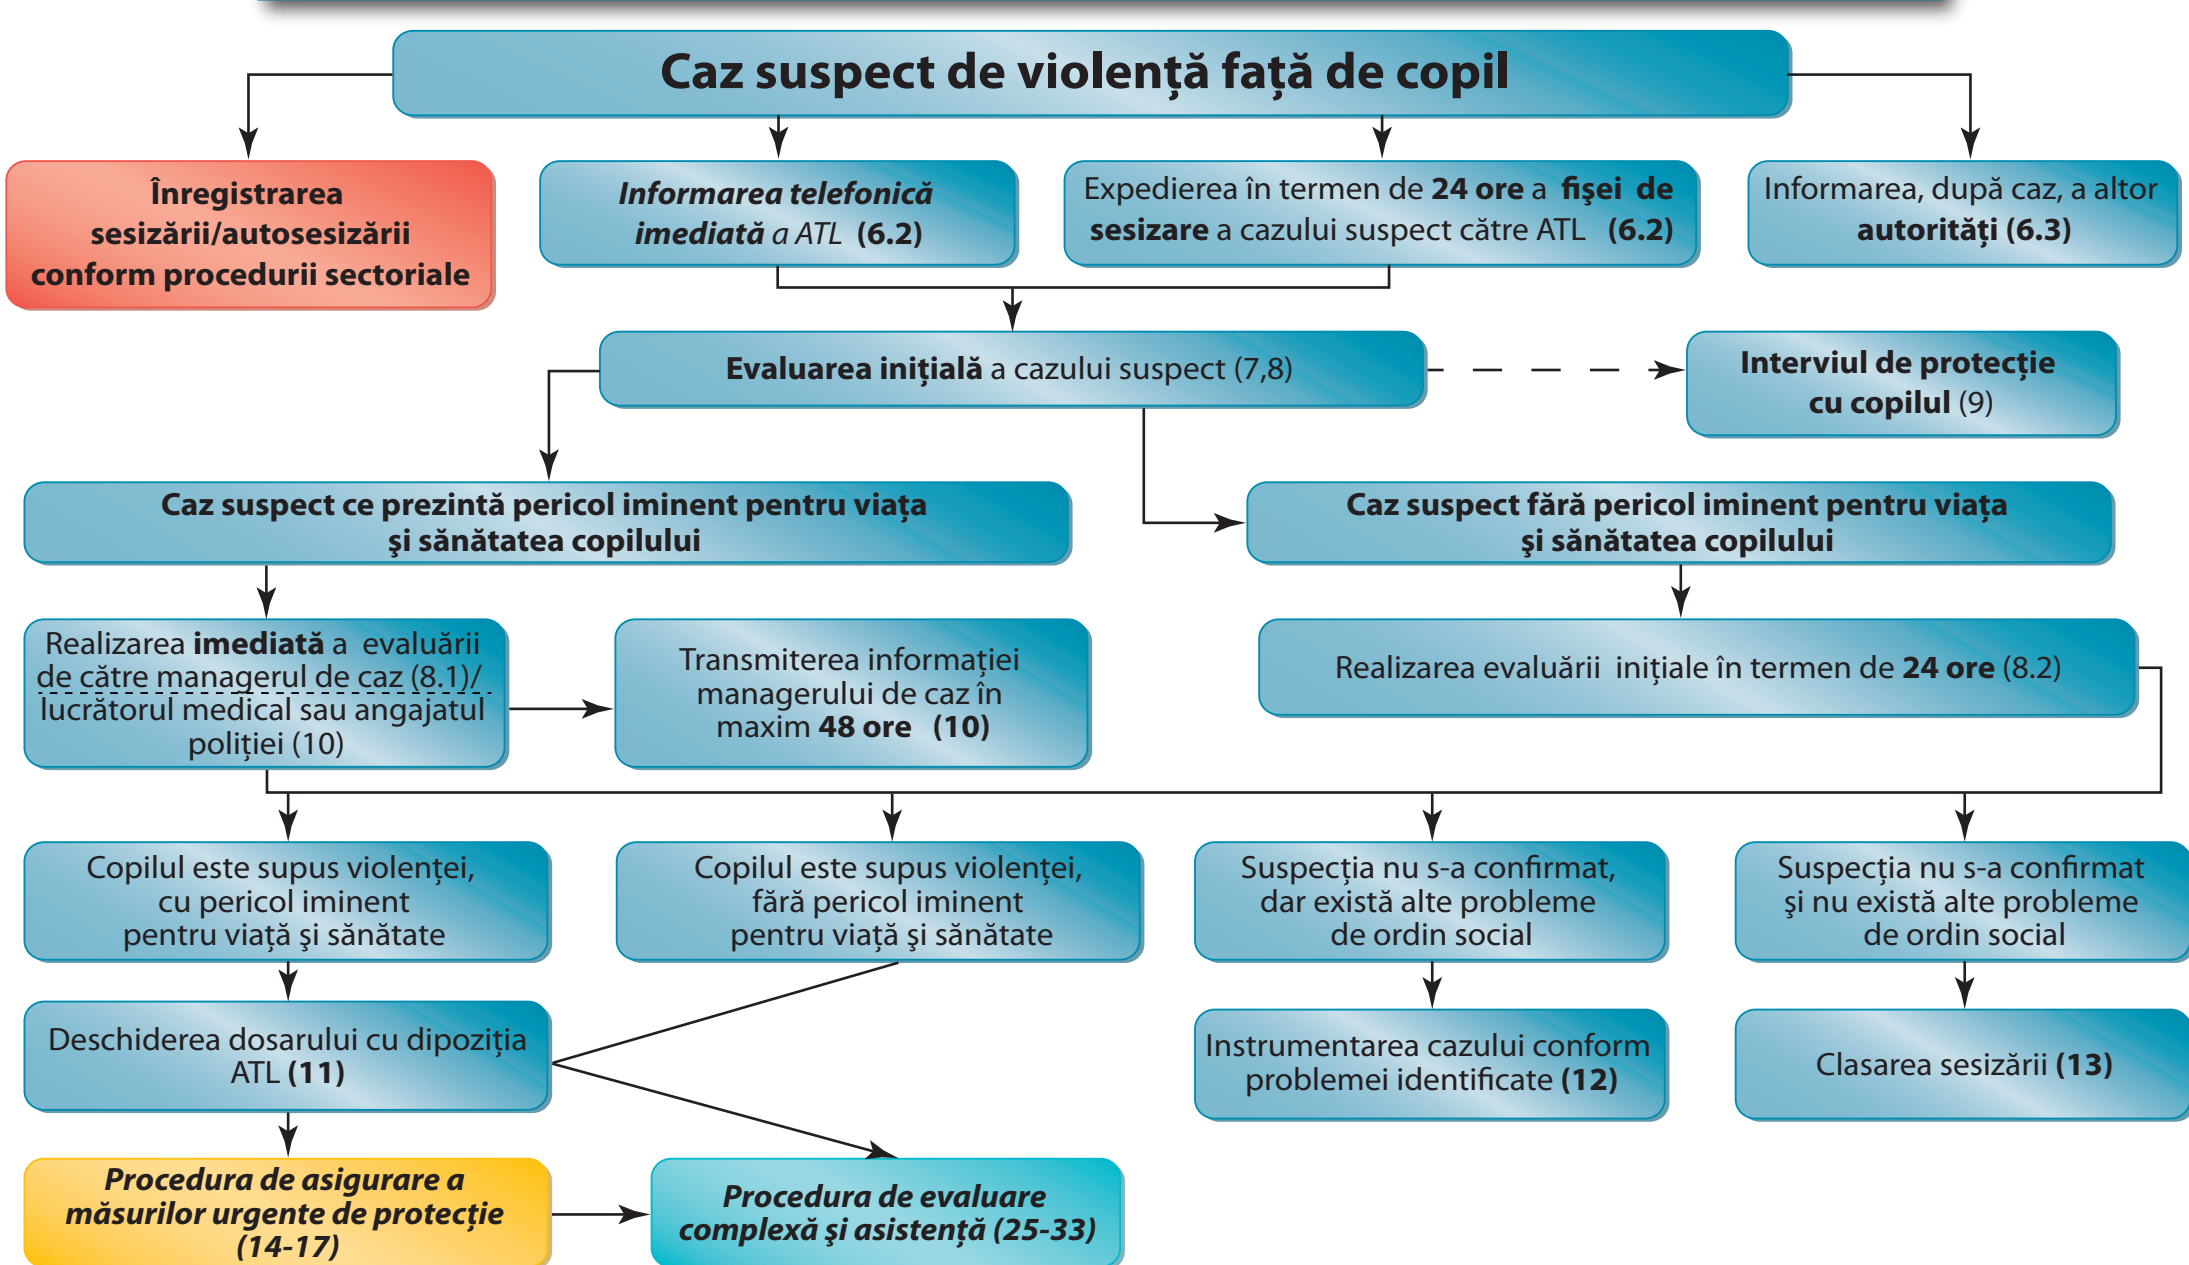 Caz suspect de violență față de copil
Înregistrarea
sesizării/autosesizării
conform procedurii sectoriale
Informarea telefonică
imediată a ATL (6.2)
Expedierea în termen de 24 ore a fişei de
sesizare a cazului suspect către ATL (6.2)
Informarea, după caz, a altor
autorități (6.3)
Evaluarea inițială a cazului suspect (7,8)
Interviul de protecție
cu copilul (9)
Caz suspect ce prezintă pericol iminent pentru viața
şi sănătatea copilului
Caz suspect fără pericol iminent pentru viața
şi sănătatea copilului
Realizarea imediată a evaluării
de către managerul de caz (8.1)/
lucrătorul medical sau angajatul
poliției (10)
Transmiterea informației
managerului de caz în
maxim 48 ore (10)
Realizarea evaluării inițiale în termen de 24 ore (8.2)
Copilul este supus violenței,
cu pericol iminent
pentru viață şi sănătate
Copilul este supus violenței,
fără pericol iminent
pentru viață şi sănătate
Suspecția nu s-a confirmat,
dar există alte probleme
de ordin social
Suspecția nu s-a confirmat
şi nu există alte probleme
de ordin social
Deschiderea dosarului cu dipoziția
ATL (11)
Instrumentarea cazului conform
problemei identificate (12)
Clasarea sesizării (13)
Procedura de asigurare a
măsurilor urgente de protecție
(14-17)
Procedura de evaluare
complexă şi asistență (25-33)